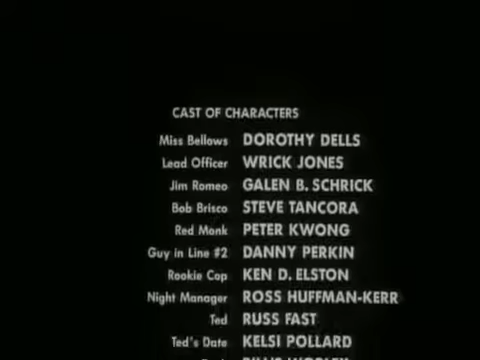 CAST OF CHARACTERS
Miss Bellows DOROTHY DELLS
Lead Officer WRICK JONES
Jim Romeo GALEN B. SCHRICK
Bob Brisco STEVE TANCORA
Red Monk PETER KWONG
Guy in Line #2 DANNY PERKIN
Rookie Cop KEN D. ELSTON
Night Manager ROSS HUFFMAN-KERR
Ted RUSS FAST
Ted's Date KELSI POLLARD